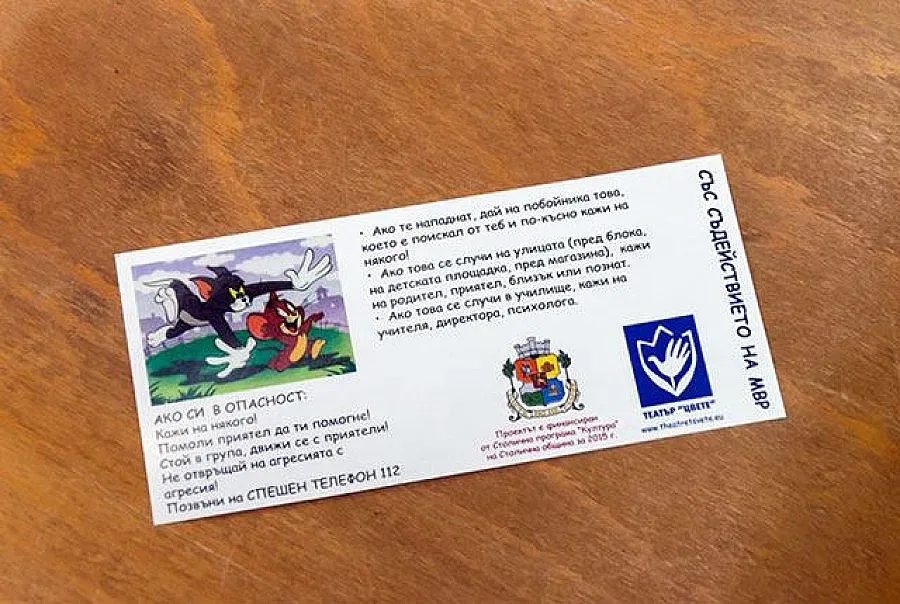 • Ако те нападнат, дай на побойника това,
което е поискал от теб и по-късно кажи на
някого!
• Ако това се случи на улицата (пред блока,
на детската площадка, пред магазина), кажи
на родител, приятел, близък или познат.
• Ако това се случи в училище, кажи на
учителя, директора, психолога.
АКО СИ В ОПАСНОСТ:
Кажи на някого!
Помоли приятел да ти помогне!
Стой в група, движи се с приятели!
Не отвръщай на агресията с
агресия!
Позвъни на СПЕШЕН ТЕЛЕФОН 112
Проектът е финансиран
от Столична програма "Култура"
на Столична община за 2015 г.
ТЕАТЪР "ЦВЕТЕ"
www.theatretsvete.eu
СЪС СЪДЕЙСТВИЕТО НА МВР